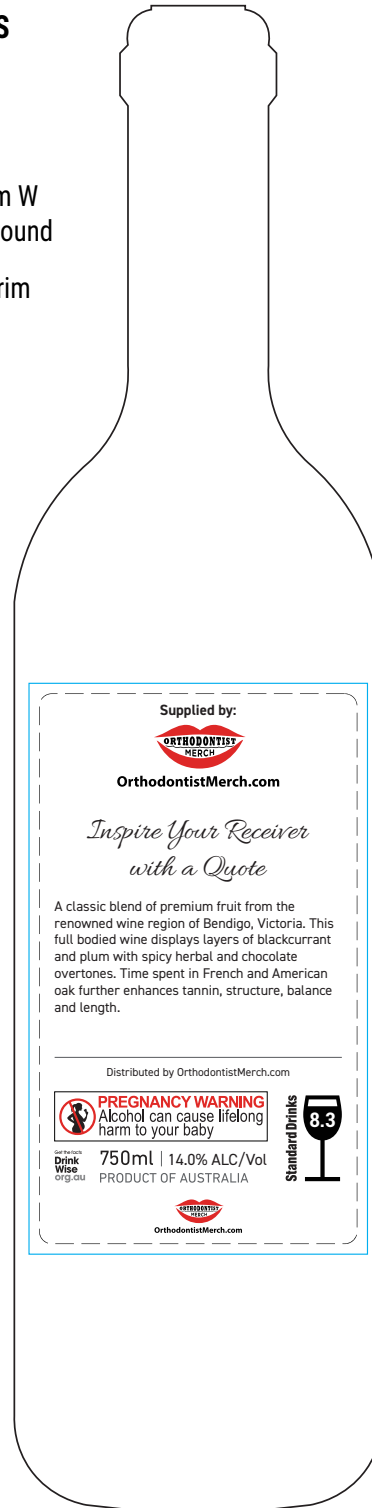 S
m W
ound
rim
Supplied by:
ORTHODONTIST
MERCH
OrthodontistMerch.com
Inspire Your Receiver
with a Quote
A classic blend of premium fruit from the
renowned wine region of Bendigo, Victoria. This
full bodied wine displays layers of blackcurrant
and plum with spicy herbal and chocolate
overtones. Time spent in French and American
oak further enhances tannin, structure, balance
and length.
Distributed by OrthodontistMerch.com
PREGNANCY WARNING
Alcohol can cause lifelong
harm to your baby
Get the facts
Drink
Wise
org.au
750ml | 14.0% ALC/Vol
PRODUCT OF AUSTRALIA
Standard Drinks
8.3
ORTHODONTIST
MERCH
OrthodontistMerch.com